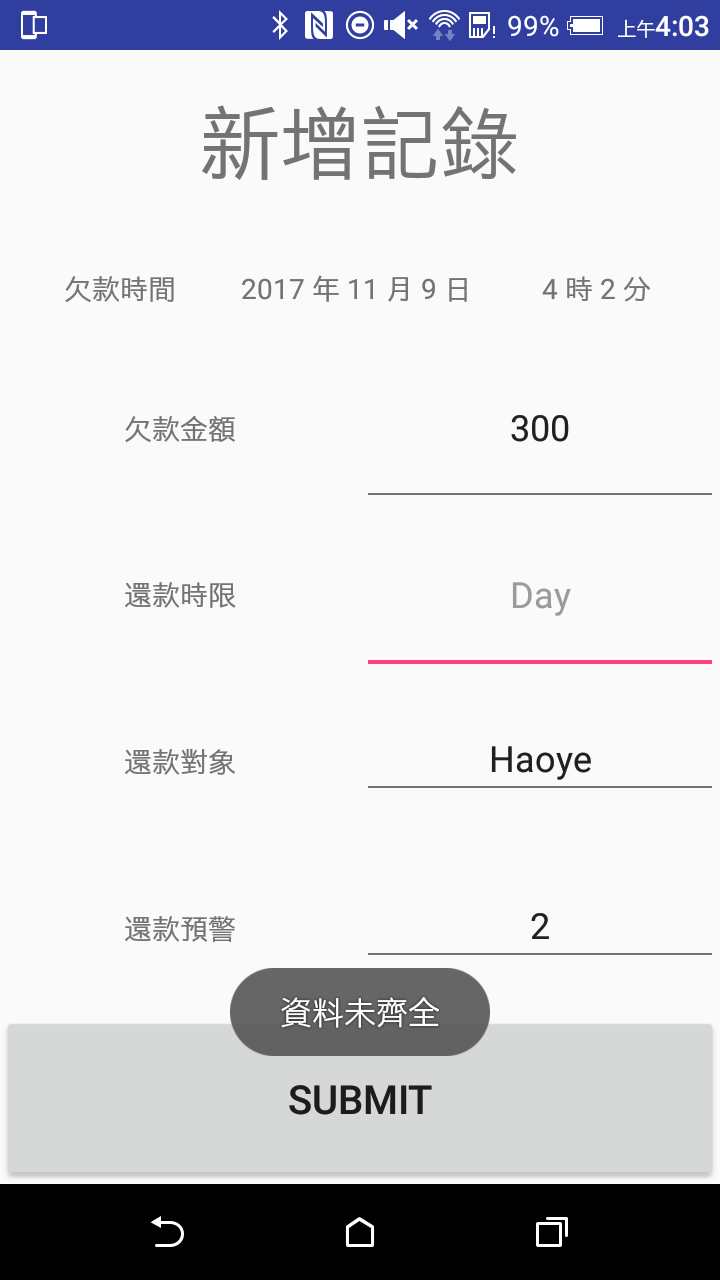 99% 上午4:03
新增記錄
欠款時間 2017 年 11 月 9 日 4 時 2 分
欠款金額 300
還款時限 Day
還款對象 Haoye
還款預警 2
資料未齊全
SUBMIT